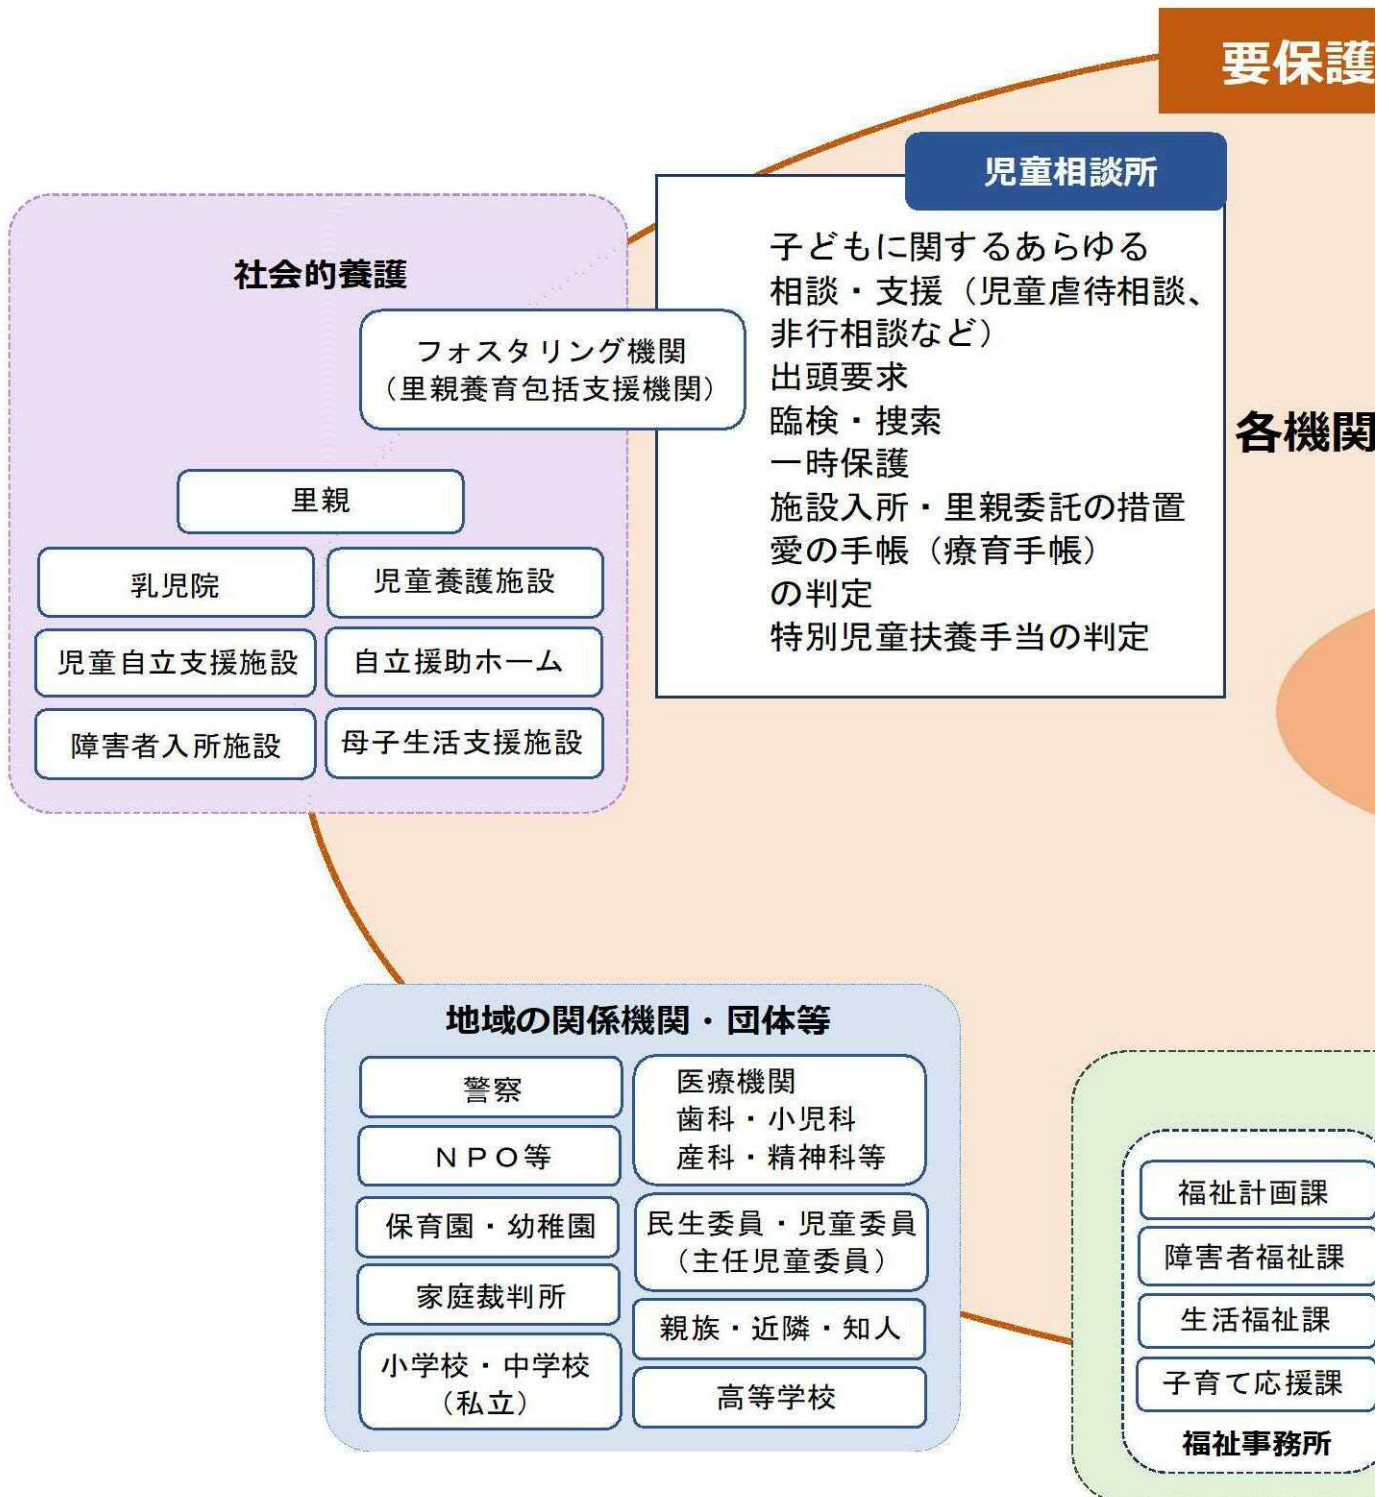 要保護
児童相談所
子どもに関するあらゆる
相談・支援（児童虐待相談、
非行相談など）
出頭要求
臨検・捜索
一時保護
施設入所・里親委託の措置
愛の手帳（療育手帳）
の判定
特別児童扶養手当の判定
各機関
社会的養護
フォスタリング機関
（里親養育包括支援機関）
里親
乳児院
児童養護施設
児童自立支援施設
自立援助ホーム
障害者入所施設
母子生活支援施設
地域の関係機関・団体等
警察
ＮＰＯ等
保育園・幼稚園
家庭裁判所
小学校・中学校
（私立）
医療機関
歯科・小児科
産科・精神科等
民生委員・児童委員
（主任児童委員）
親族・近隣・知人
高等学校
福祉計画課
障害者福祉課
生活福祉課
子育て応援課
福祉事務所